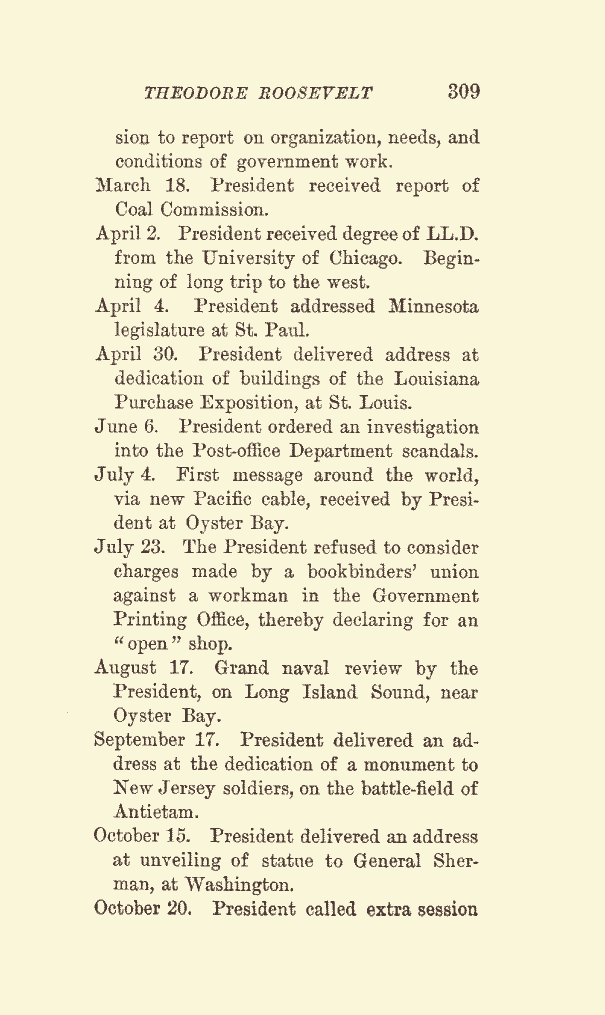 THEODORE ROOSEVELT 309
sion to report on organization, needs, and
conditions of government work.
March 18. President received report of
Coal Commission.
April 2. President received degree of LL.D.
from the University of Chicago. Begin-
ning of long trip to the west.
April 4. President addressed Minnesota
legislature at St. Paul.
April 30. President delivered address at
dedication of buildings of the Louisiana
Purchase Exposition, at St. Louis.
June 6. President ordered an investigation
into the Post-office Department scandals.
July 4. First message around the world,
via new Pacific cable, received by Presi-
dent at Oyster Bay.
July 23. The President refused to consider
charges made by a bookbinders' union
against a workman in the Government
Printing Office, thereby declaring for an
"open" shop.
August 17. Grand naval review by the
President, on Long Island Sound, near
Oyster Bay.
September 17. President delivered an ad-
dress at the dedication of a monument to
New Jersey soldiers, on the battle-field of
Antietam.
October 15. President delivered an address
at unveiling of statue to General Sher-
man, at Washington.
October 20. President called extra session